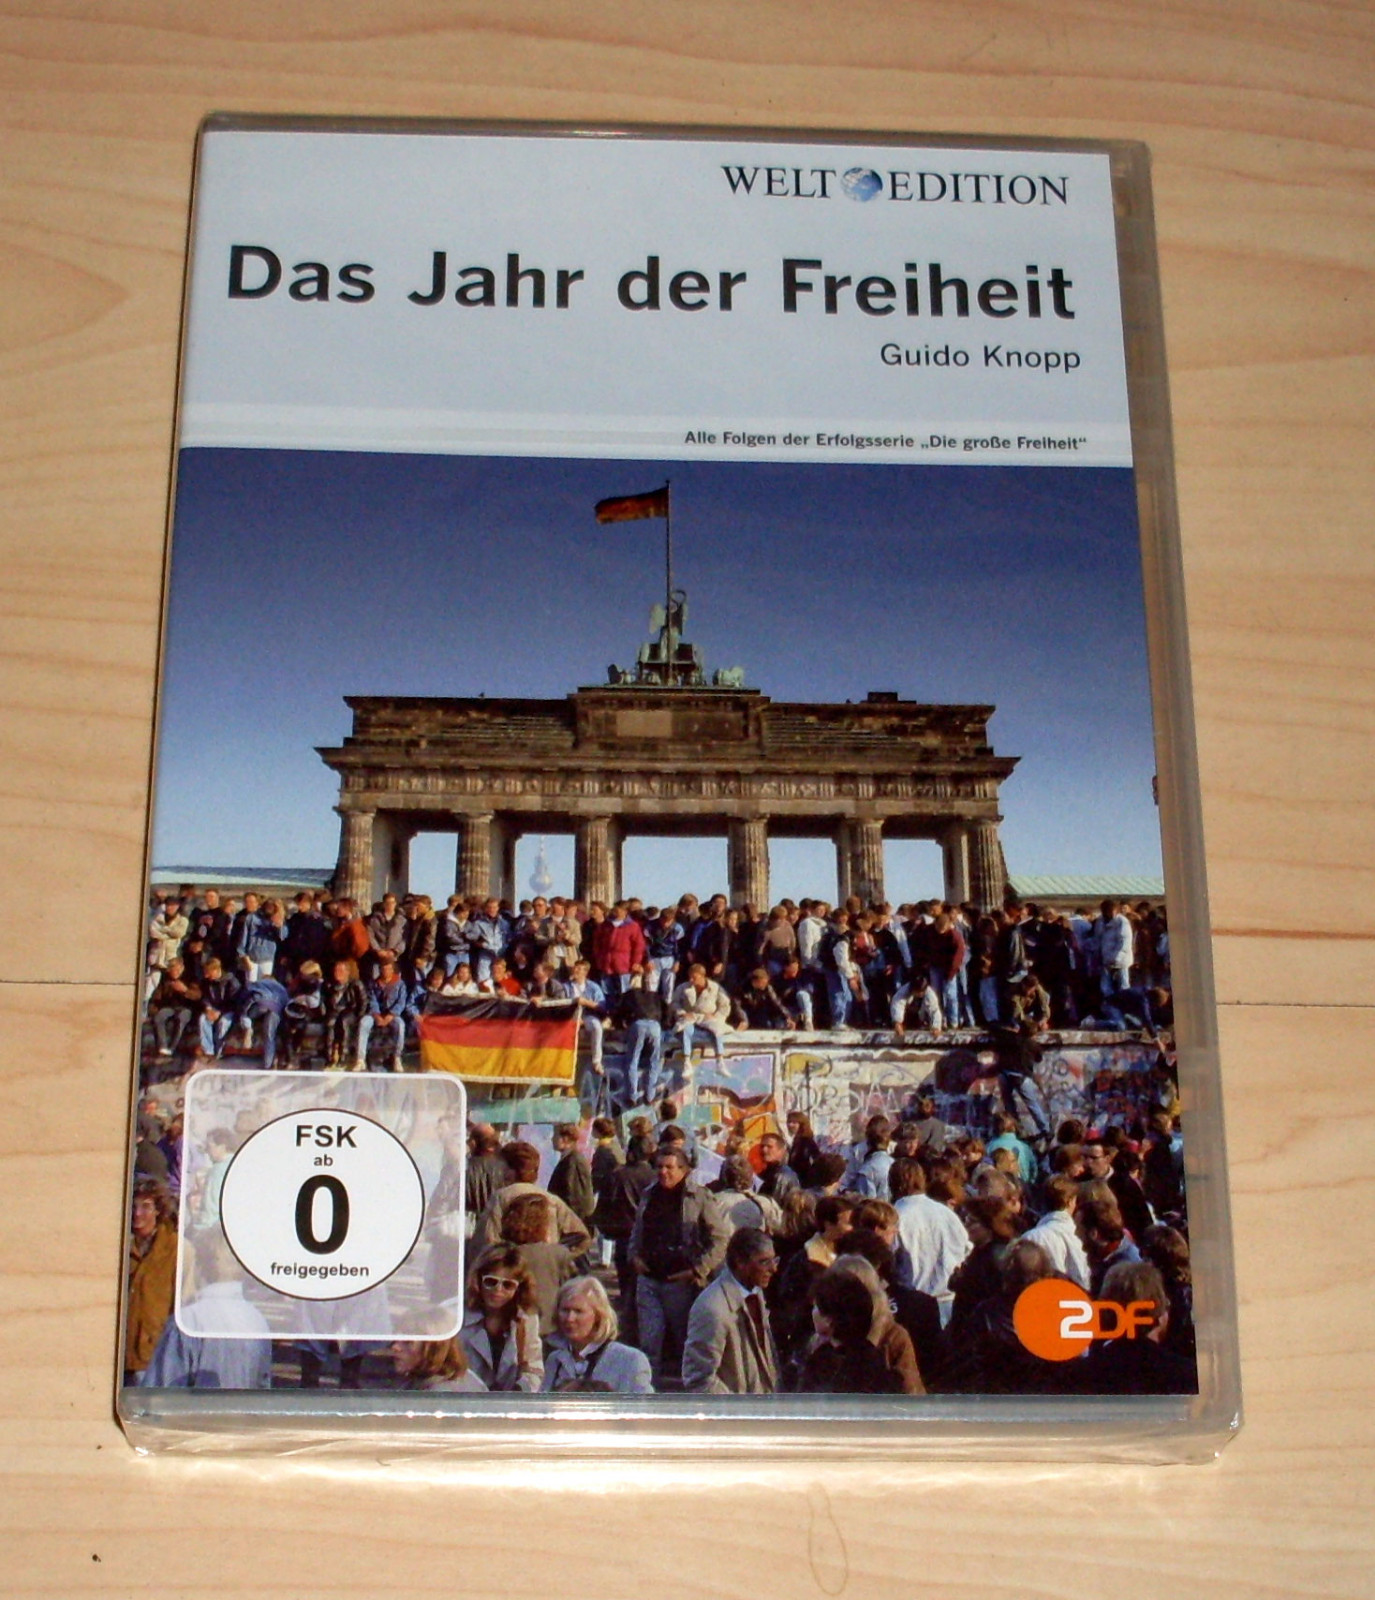 WELT EDITION
Das Jahr der Freiheit
Guido Knopp
Alle Folgen der Erfolgsserie „Die große Freiheit“
FSK
ab
0
freigegeben
ZDF